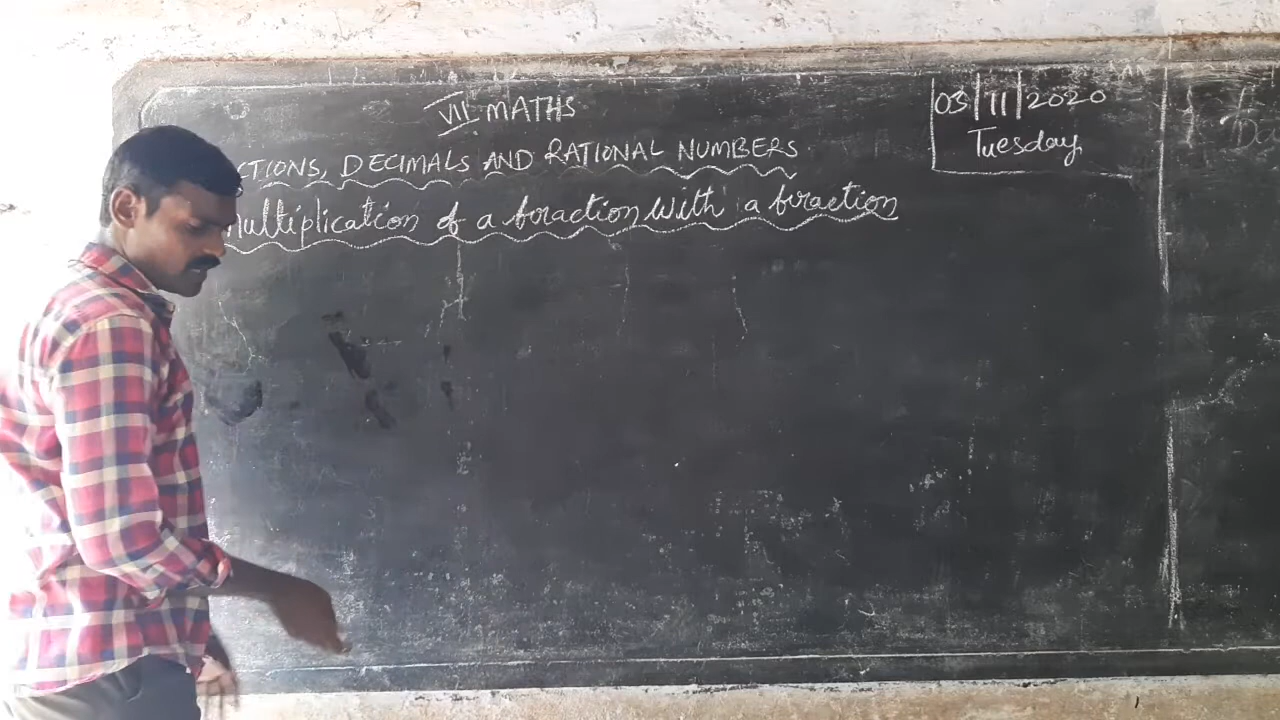 VII MATHS
CTIONS, DECIMALS AND RATIONAL NUMBERS
Multiplication of a fraction with a fraction
03/11/2020
Tuesday